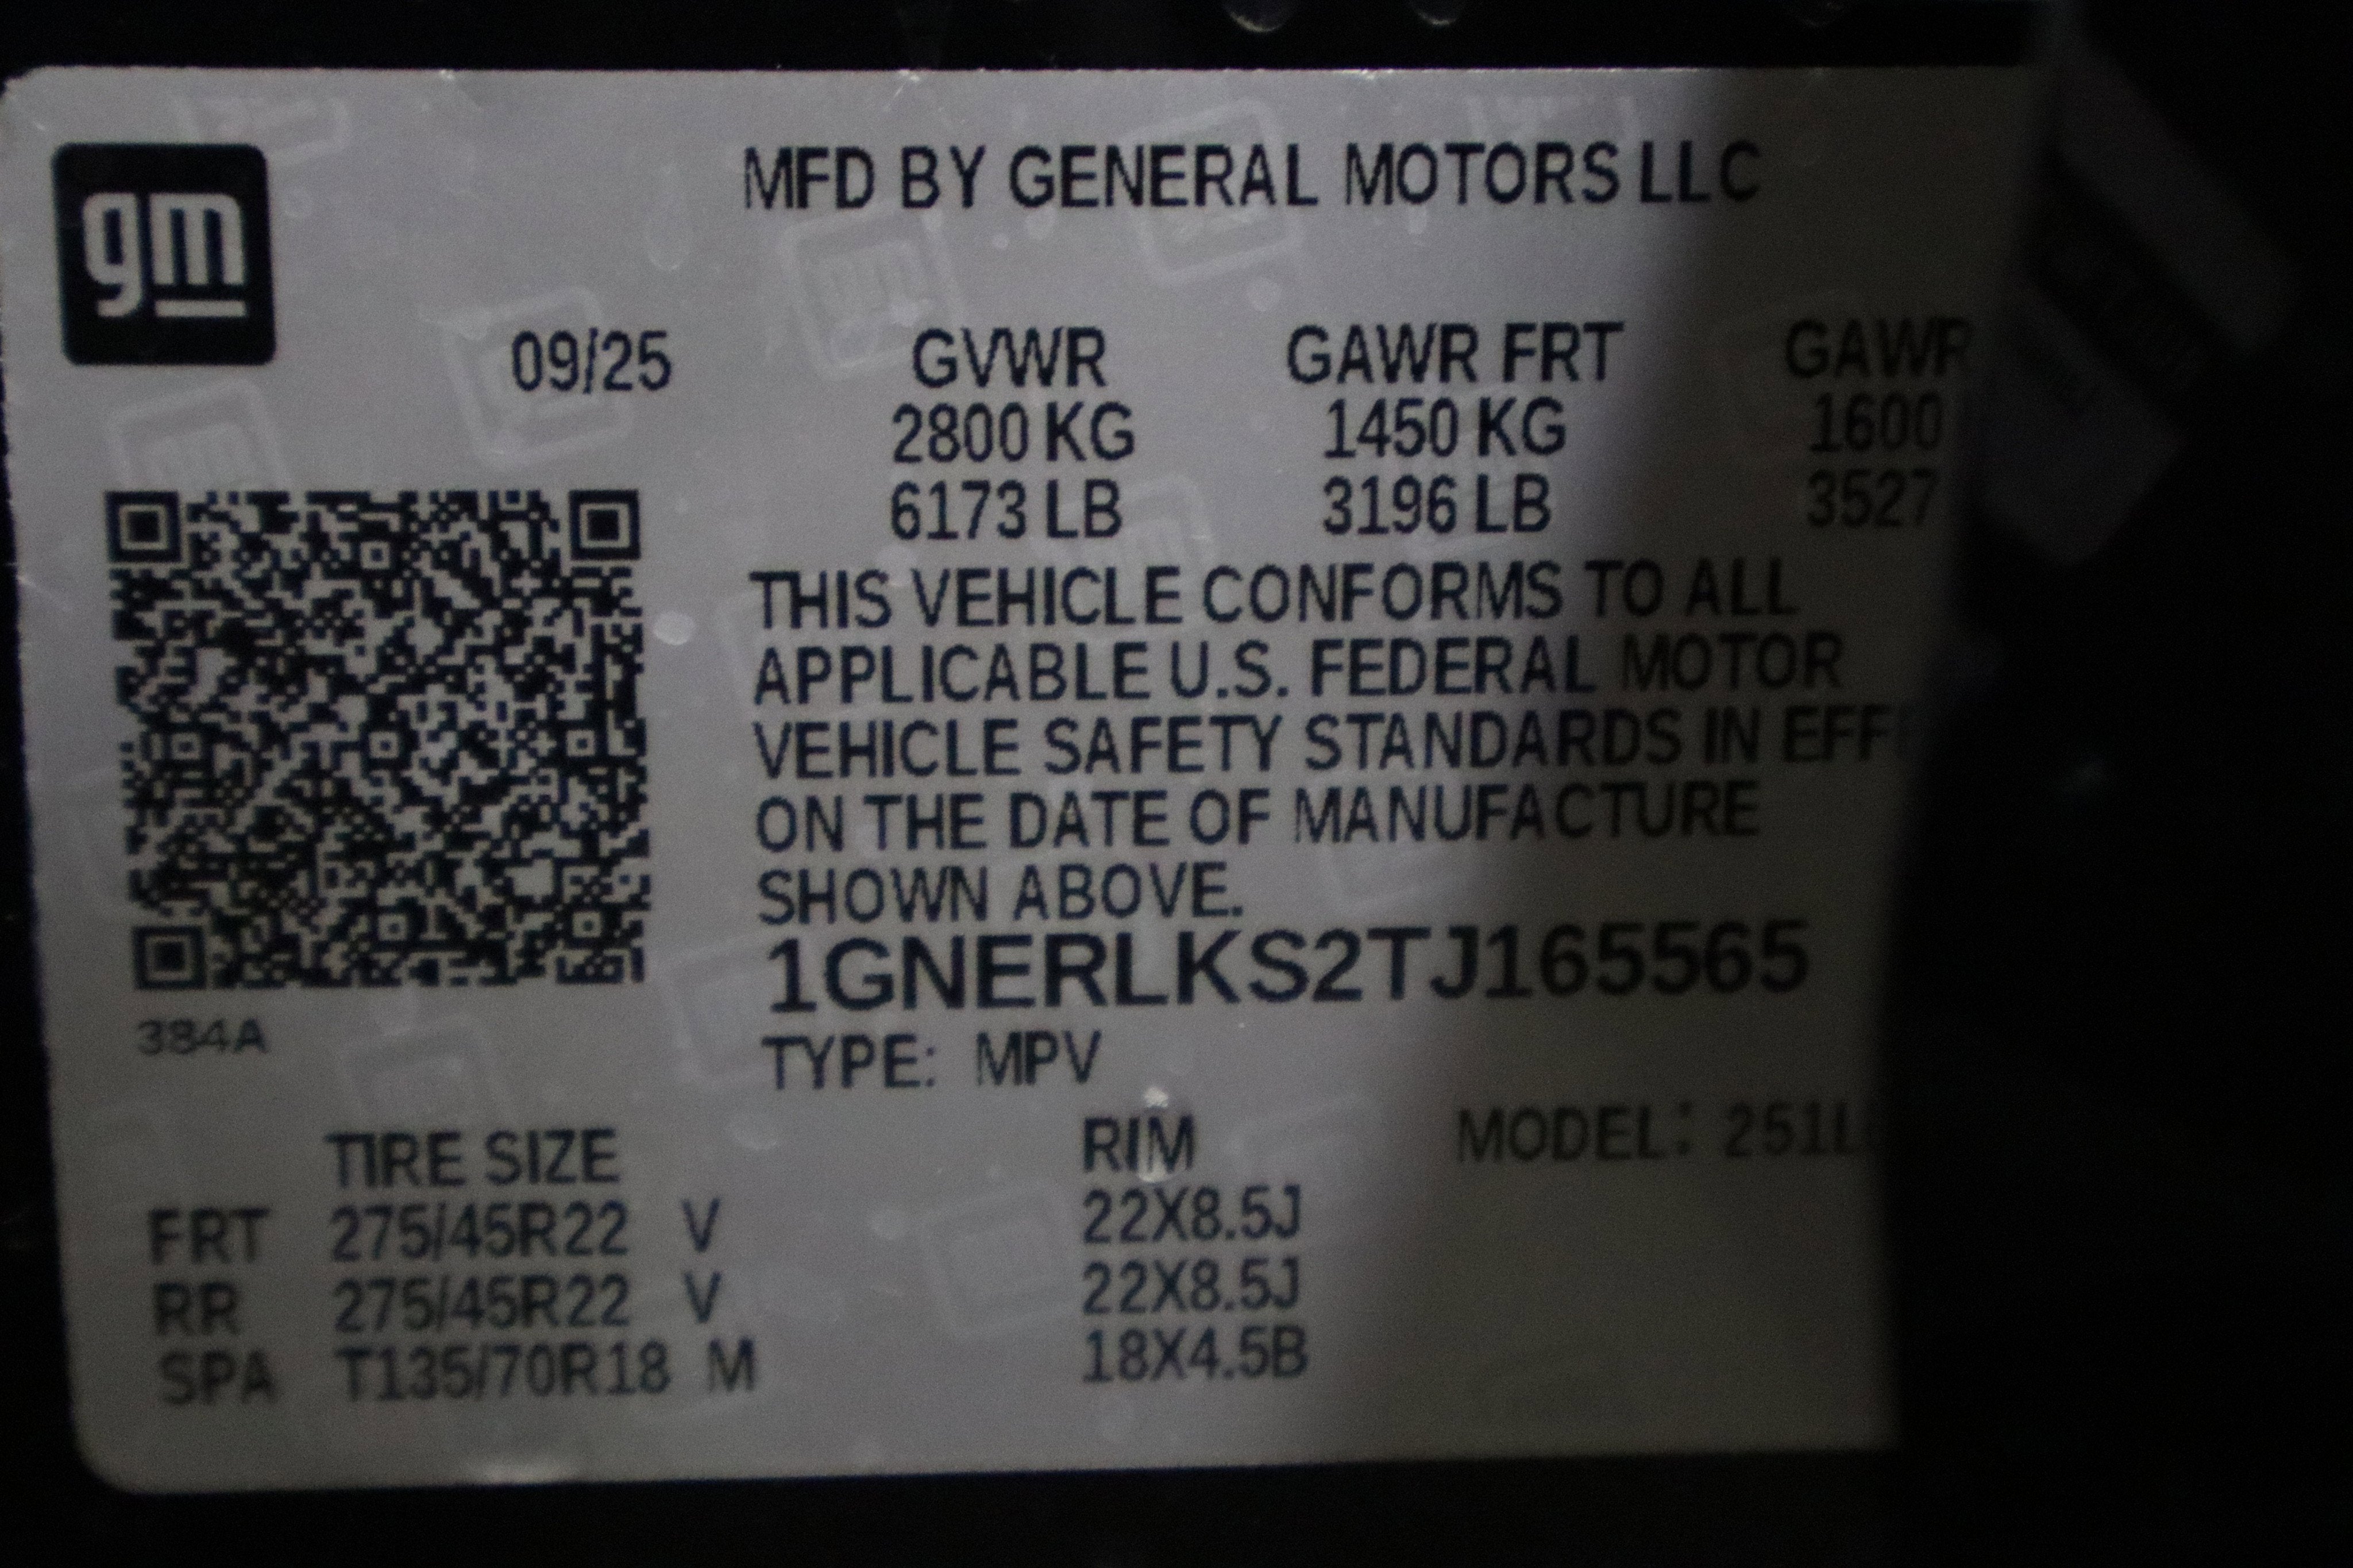 gm
MFD BY GENERAL MOTORS LLC
09/25 GVWR GAWR FRT GAWR
2800 KG 1450 KG 1600
6173 LB 3196 LB 3527
THIS VEHICLE CONFORMS TO ALL
APPLICABLE U.S. FEDERAL MOTOR
VEHICLE SAFETY STANDARDS IN
ON THE DATE OF MANUFACTURE
SHOWN ABOVE.
1GNERLKS2TJ165565
384A
TYPE: MPV
TIRE SIZE RIM MODEL:
FRT 275/45R22 V 22X8.5J
RR 275/45R22 V 22X8.5J
SPA T135/70R18 M 18X4.5B